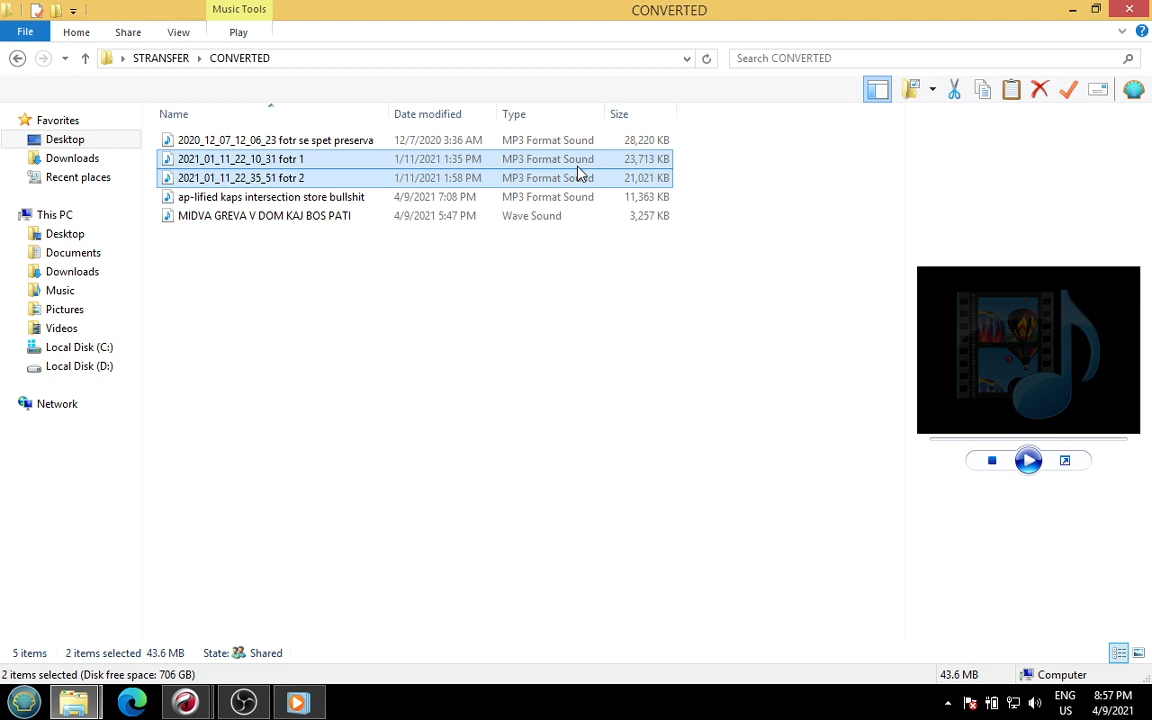 Music Tools
CONVERTED
File
Home
Share
View
Play
STRANSFER
CONVERTED
Search CONVERTED
Name
Date modified
Type
Size
Favorites
Desktop
Downloads
Recent places
This PC
Desktop
Documents
Downloads
Music
Pictures
Videos
Local Disk (C:)
Local Disk (D:)
Network
2020_12_07_12_06_23 fotr se spet preserva 12/7/2020 3:36 AM MP3 Format Sound 28,220 KB
2021_01_11_22_10_31 fotr 1 1/11/2021 1:35 PM MP3 Format Sound 23,713 KB
2021_01_11_22_35_51 fotr 2 1/11/2021 1:58 PM MP3 Format Sound 21,021 KB
ap-lified kaps intersection store bullshit 4/9/2021 7:08 PM MP3 Format Sound 11,363 KB
MIDVA GREVA V DOM KAJ BOS PATI 4/9/2021 5:47 PM Wave Sound 3,257 KB
5 items 2 items selected 43.6 MB State: Shared
2 items selected (Disk free space: 706 GB) 43.6 MB Computer
ENG
US
8:57 PM
4/9/2021